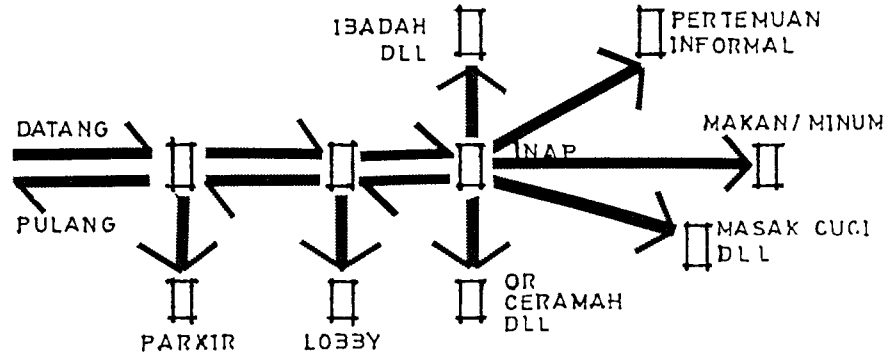 IBADAH
DLL
PERTEMUAN
INFORMAL
DATANG
MAKAN/MINUM
INAP
PULANG
MASAK CUCI
DLL
OR
CERAMAH
DLL
PARKIR
LOBBY